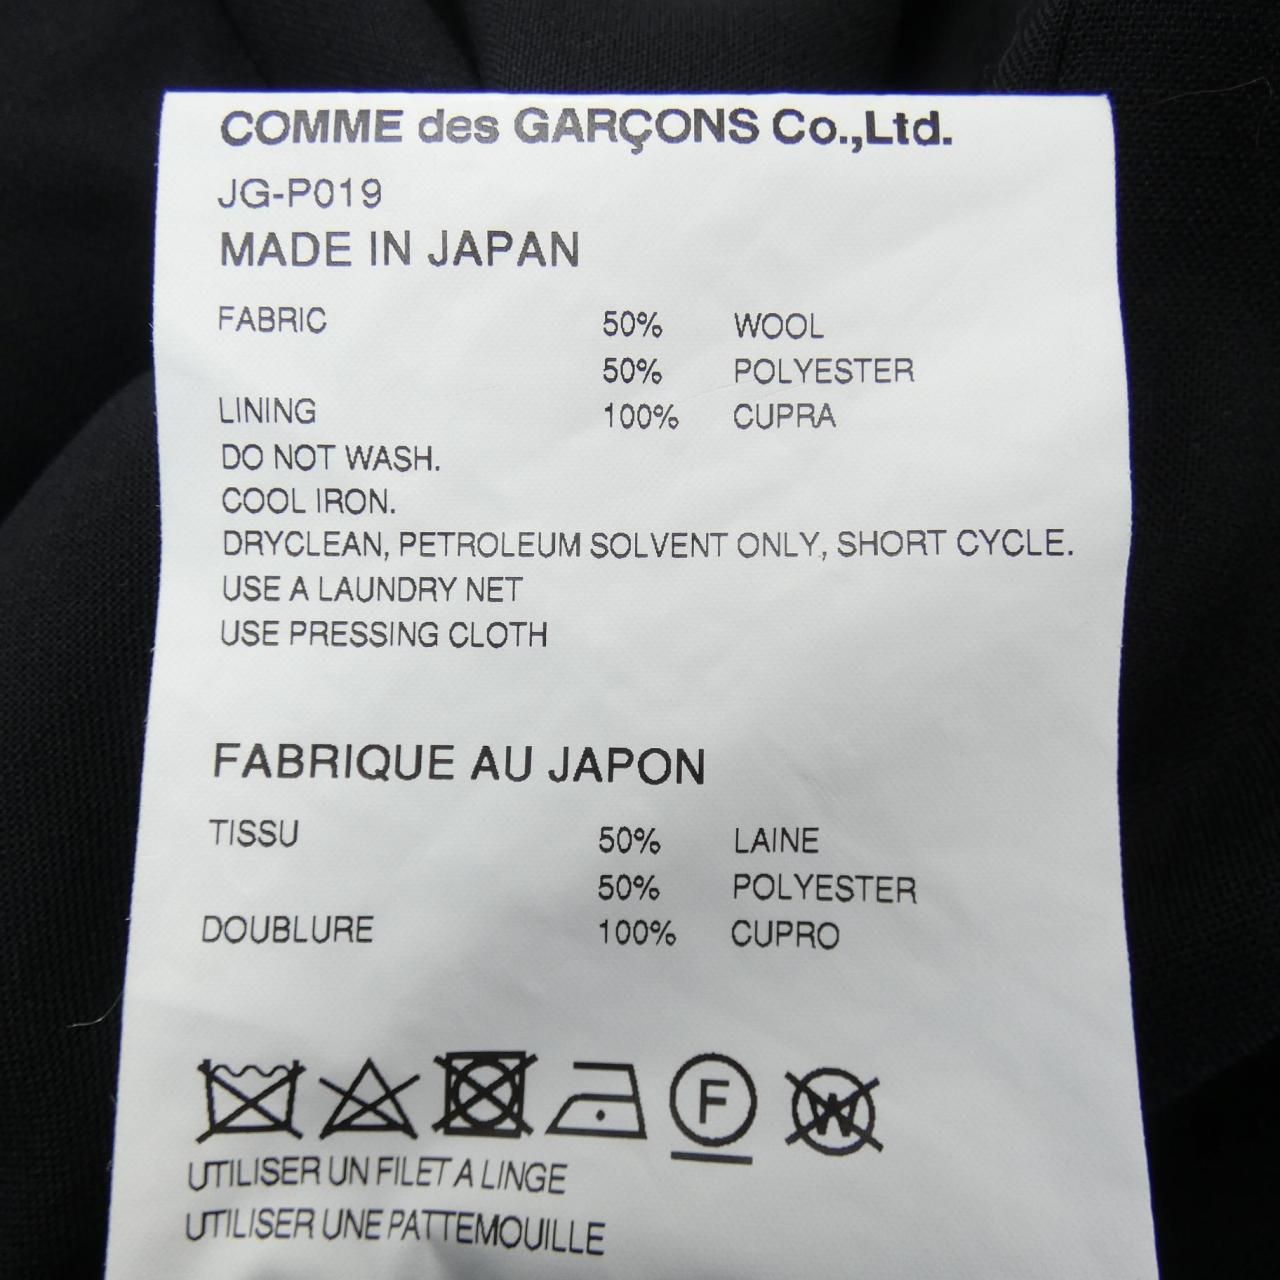 COMME des GARÇONS Co.,Ltd.
JG-P019
MADE IN JAPAN
FABRIC 50% WOOL
50% POLYESTER
LINING 100% CUPRA
DO NOT WASH.
COOL IRON.
DRYCLEAN, PETROLEUM SOLVENT ONLY, SHORT CYCLE.
USE A LAUNDRY NET
USE PRESSING CLOTH
FABRIQUE AU JAPON
TISSU 50% LAINE
50% POLYESTER
DOUBLURE 100% CUPRO
F W
UTILISER UN FILET A LINGE
UTILISER UNE PATTEMOUILLE